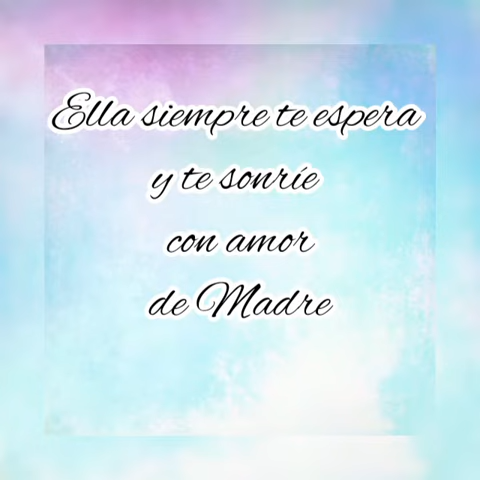 Ella siempre te espera
y te sonríe
con amor
de Madre